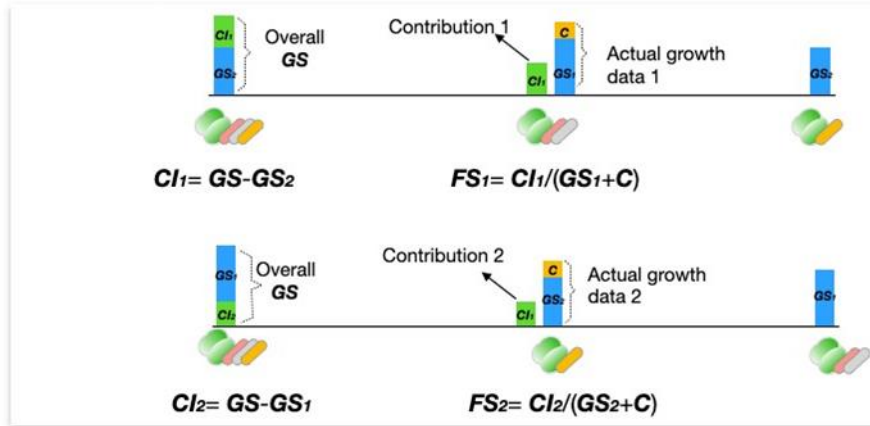 CI₁
GS₂
Overall
GS
Contribution 1
CI₁
C
GS₁
Actual growth
data 1
GS₂
CI₁= GS-GS₂
FS₁= CI₁/(GS₁+C)
GS₁
CI₂
Overall
GS
Contribution 2
CI₁
C
GS₂
Actual growth
data 2
GS₁
CI₂= GS-GS₁
FS₂= CI₂/(GS₂+C)